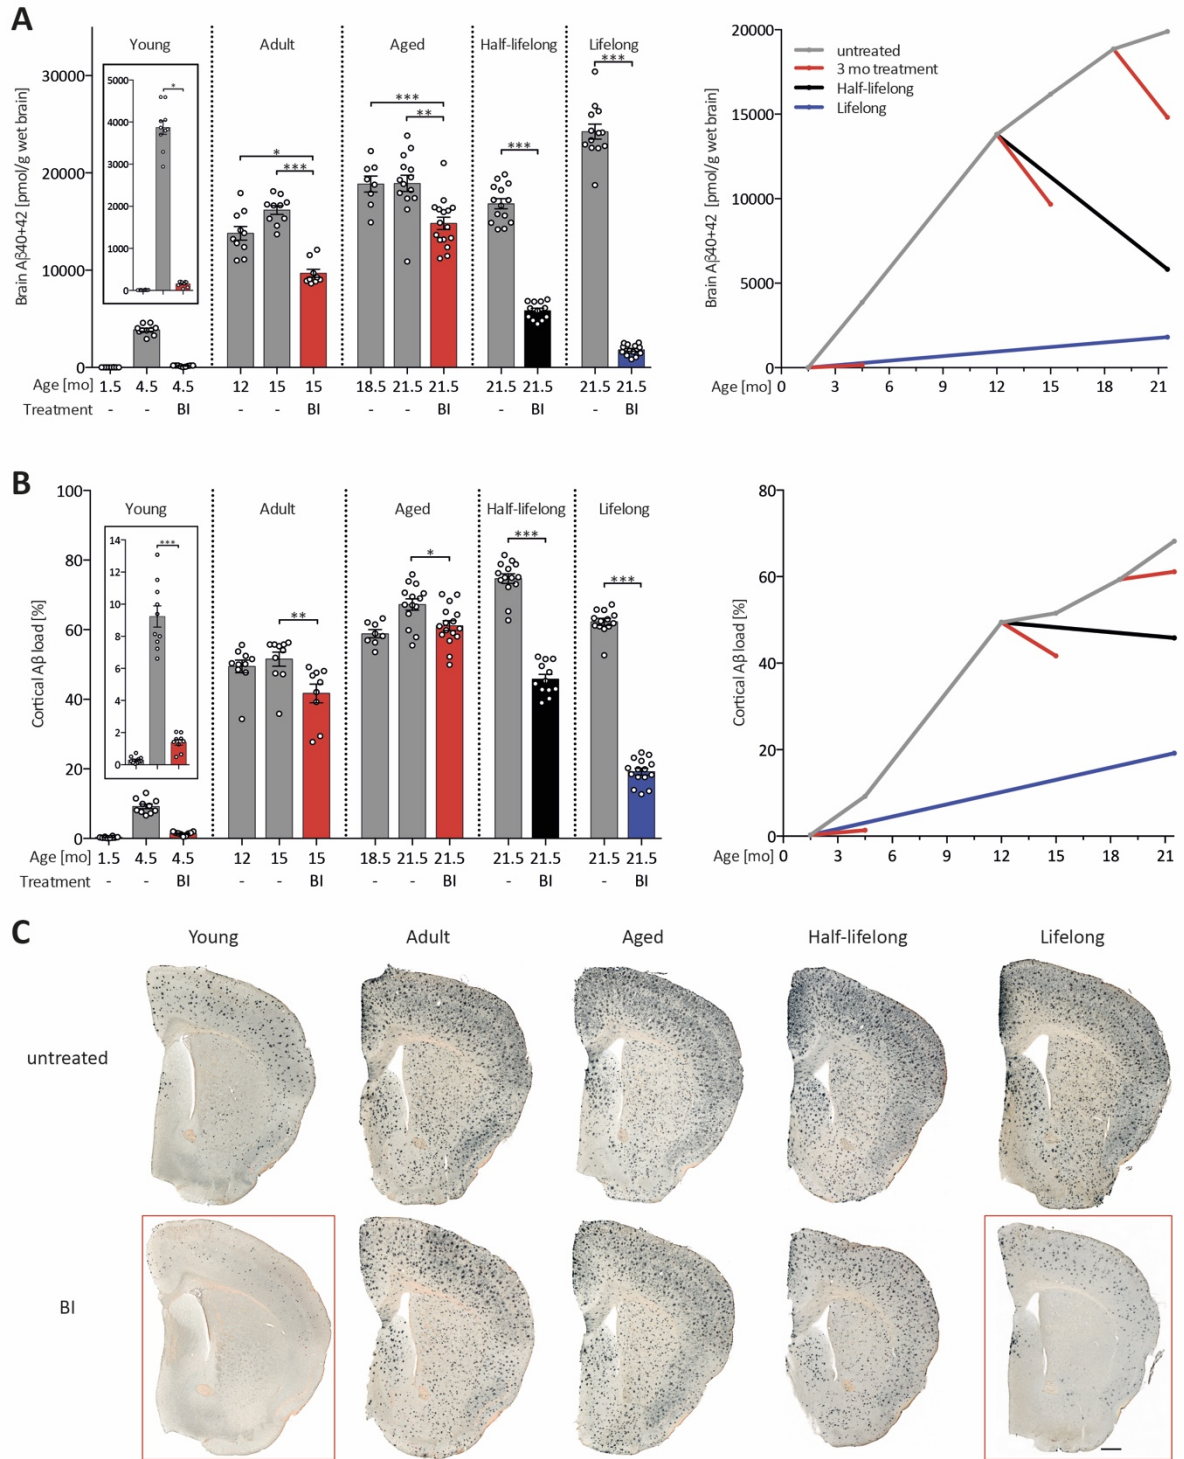 A
Young
Adult
Aged
Half-lifelong
Lifelong
Brain Aβ40+42 [pmol/g wet brain]
30000
20000
10000
0
5000
4000
3000
2000
1000
0
*
*
***
***
**
***
***
Age [mo] 1.5 4.5 4.5 12 15 15 18.5 21.5 21.5 21.5 21.5 21.5 21.5
Treatment - - BI - - BI - - BI - BI - BI
untreated
3 mo treatment
Half-lifelong
Lifelong
Brain Aβ40+42 [pmol/g wet brain]
20000
15000
10000
5000
0
Age [mo] 0 3 6 9 12 15 18 21
B
Young
Adult
Aged
Half-lifelong
Lifelong
Cortical Aβ load [%]
100
80
60
40
20
0
14
12
10
8
6
4
2
0
***
**
*
***
***
Age [mo] 1.5 4.5 4.5 12 15 15 18.5 21.5 21.5 21.5 21.5 21.5 21.5
Treatment - - BI - - BI - - BI - BI - BI
Cortical Aβ load [%]
80
60
40
20
0
Age [mo] 0 3 6 9 12 15 18 21
C
Young
Adult
Aged
Half-lifelong
Lifelong
untreated
BI